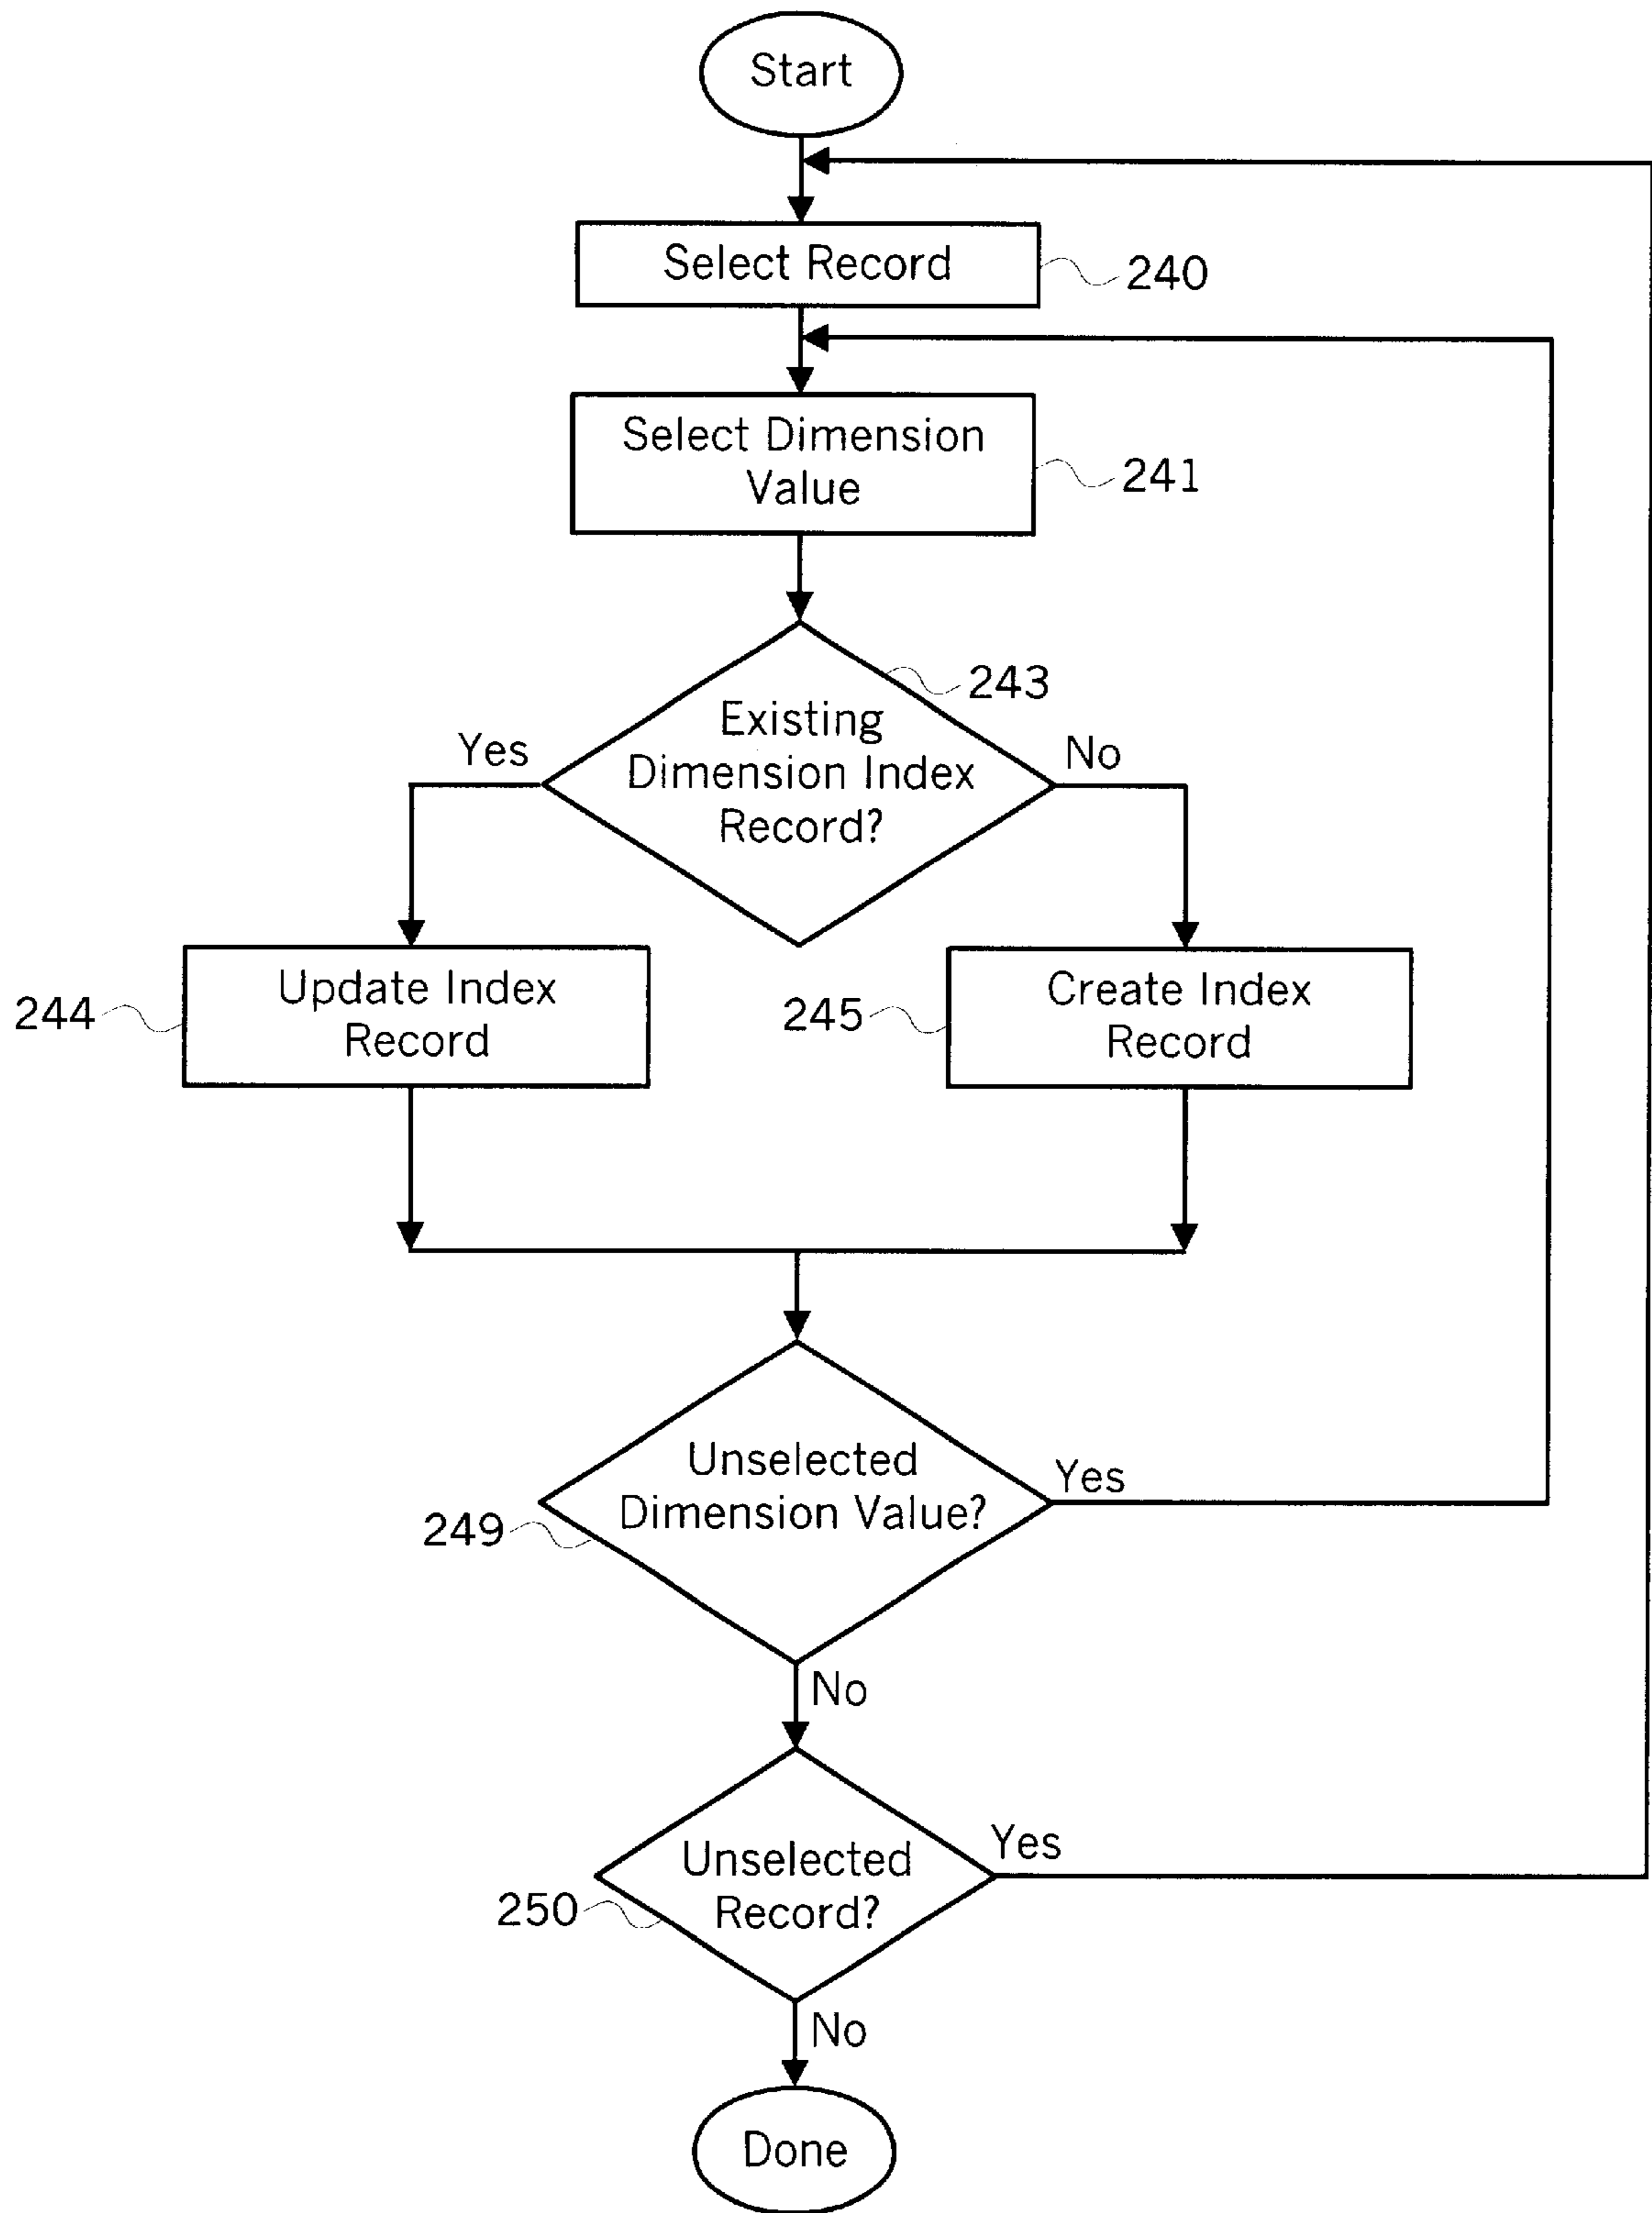 Start
Select Record
240
Select Dimension
Value
241
243
Existing
Dimension Index
Record?
Yes
No
244
Update Index
Record
245
Create Index
Record
Unselected
Dimension Value?
Yes
249
No
Unselected
Record?
Yes
250
No
Done